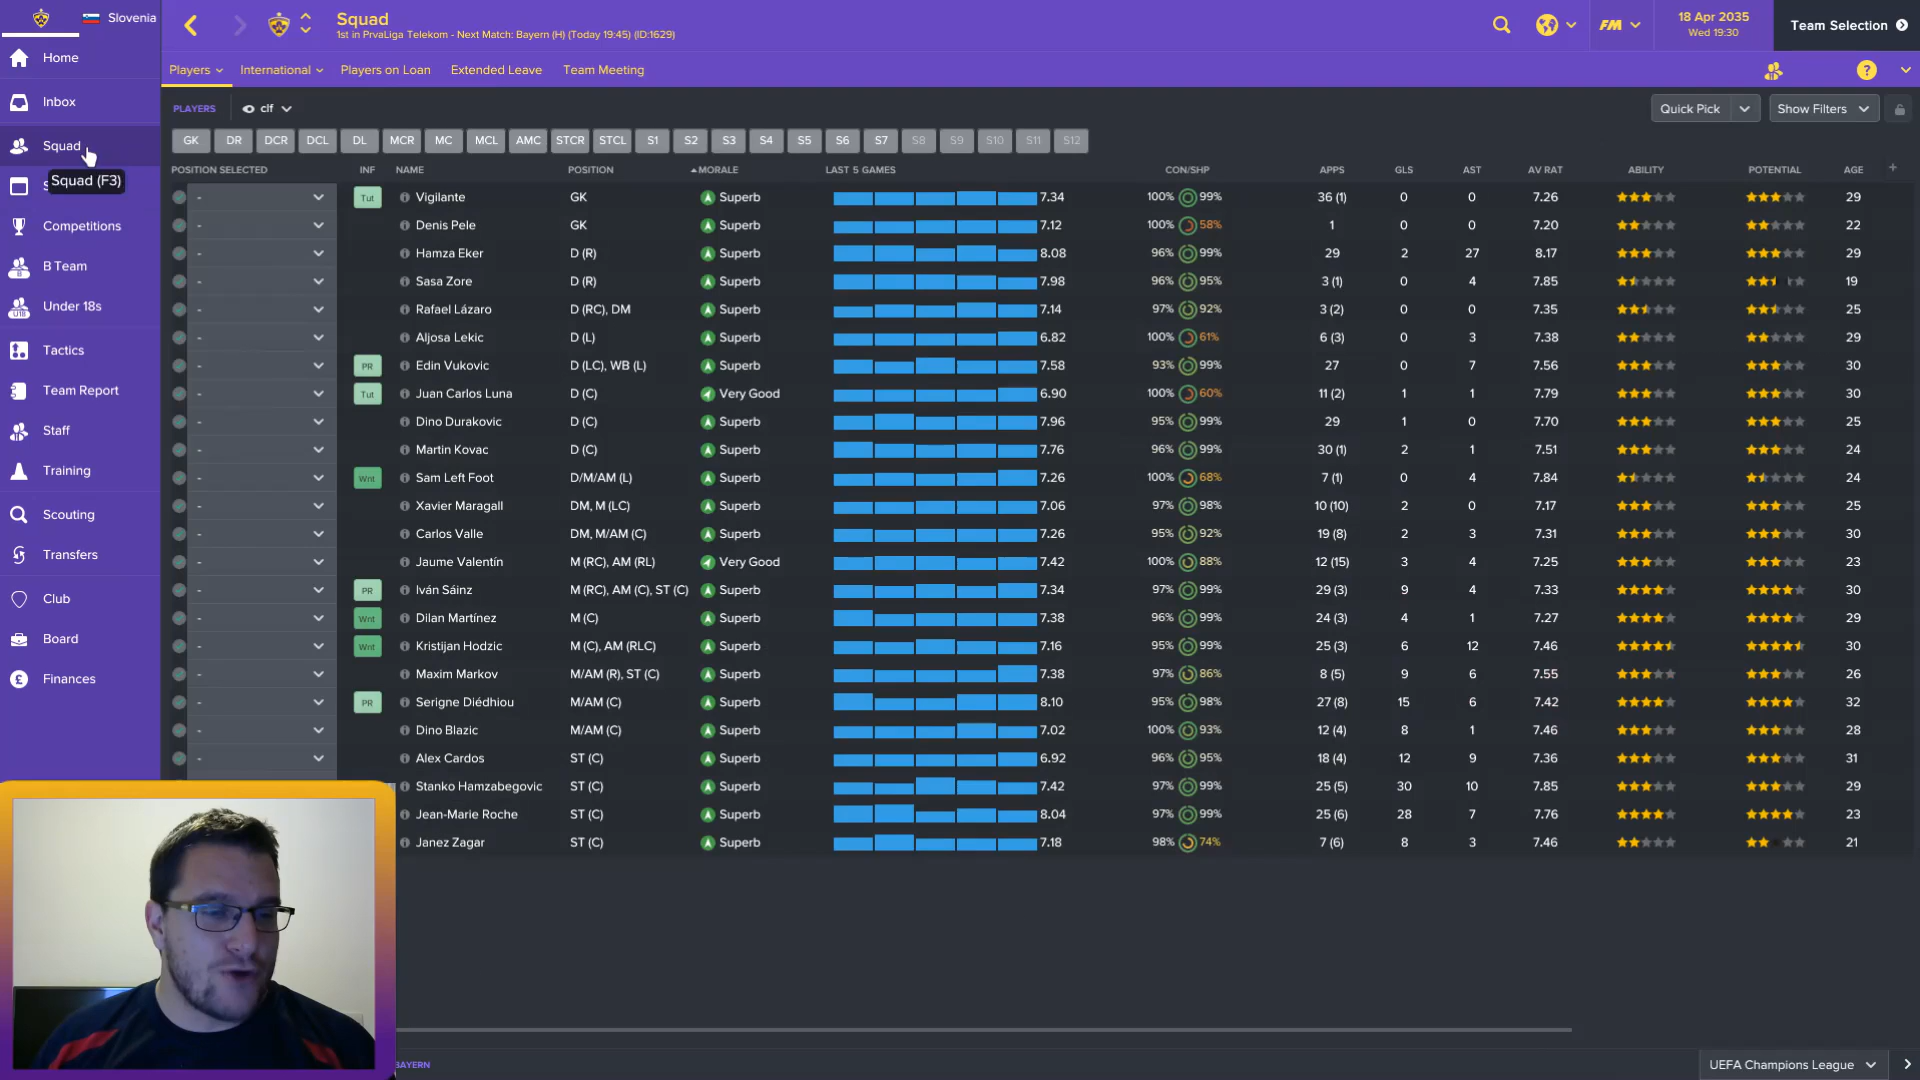 Slovenia
Squad
1st in PrvaLiga Telekom - Next Match: Bayern (H) (Today 19:45) (ID:1629)
FM
18 Apr 2035
Wed 19:30
Team Selection
Home
Inbox
Squad
Squad (F3)
Competitions
B Team
Under 18s
Tactics
Team Report
Staff
Training
Scouting
Transfers
Club
Board
Finances
Players International Players on Loan Extended Leave Team Meeting
?
PLAYERS clf Quick Pick Show Filters
GK DR DCR DCL DL MCR MC MCL AMC STCR STCL S1 S2 S3 S4 S5 S6 S7 S8 S9 S10 S11 S12
POSITION SELECTED INF NAME POSITION MORALE LAST 5 GAMES CON/SHP APPS GLS AST AV RAT ABILITY POTENTIAL AGE
- Tut Vigilante GK Superb 7.34 100% 99% 36 (1) 0 0 7.26 29
- Denis Pele GK Superb 7.12 100% 58% 1 0 0 7.20 22
- Hamza Eker D (R) Superb 8.08 96% 99% 29 2 27 8.17 29
- Sasa Zore D (R) Superb 7.98 96% 95% 3 (1) 0 4 7.85 19
- Rafael Lázaro D (RC), DM Superb 7.14 97% 92% 3 (2) 0 0 7.35 25
- Aljosa Lekic D (L) Superb 6.82 100% 61% 6 (3) 0 3 7.38 29
- PR Edin Vukovic D (LC), WB (L) Superb 7.58 93% 99% 27 0 7 7.56 30
- Tut Juan Carlos Luna D (C) Very Good 6.90 100% 60% 11 (2) 1 1 7.79 30
- Dino Durakovic D (C) Superb 7.96 95% 99% 29 1 0 7.70 25
- Martin Kovac D (C) Superb 7.76 96% 99% 30 (1) 2 1 7.51 24
- Wnt Sam Left Foot D/M/AM (L) Superb 7.26 100% 68% 7 (1) 0 4 7.84 24
- Xavier Maragall DM, M (LC) Superb 7.06 97% 98% 10 (10) 2 0 7.17 25
- Carlos Valle DM, M/AM (C) Superb 7.26 95% 92% 19 (8) 2 3 7.31 30
- Jaume Valentín M (RC), AM (RL) Very Good 7.42 100% 88% 12 (15) 3 4 7.25 23
- PR Iván Sáinz M (RC), AM (C), ST (C) Superb 7.34 97% 99% 29 (3) 9 4 7.33 30
- Wnt Dilan Martínez M (C) Superb 7.38 96% 99% 24 (3) 4 1 7.27 29
- Wnt Kristijan Hodzic M (C), AM (RLC) Superb 7.16 95% 99% 25 (3) 6 12 7.46 30
- Maxim Markov M/AM (R), ST (C) Superb 7.38 97% 86% 8 (5) 9 6 7.55 26
- PR Serigne Diédhiou M/AM (C) Superb 8.10 95% 98% 27 (8) 15 6 7.42 32
- Dino Blazic M/AM (C) Superb 7.02 100% 93% 12 (4) 8 1 7.46 28
- Alex Cardos ST (C) Superb 6.92 96% 95% 18 (4) 12 9 7.36 31
Stanko Hamzabegovic ST (C) Superb 7.42 97% 99% 25 (5) 30 10 7.85 29
Jean-Marie Roche ST (C) Superb 8.04 97% 99% 25 (6) 28 7 7.76 23
Janez Zagar ST (C) Superb 7.18 98% 74% 7 (6) 8 3 7.46 21
BAYERN
UEFA Champions League